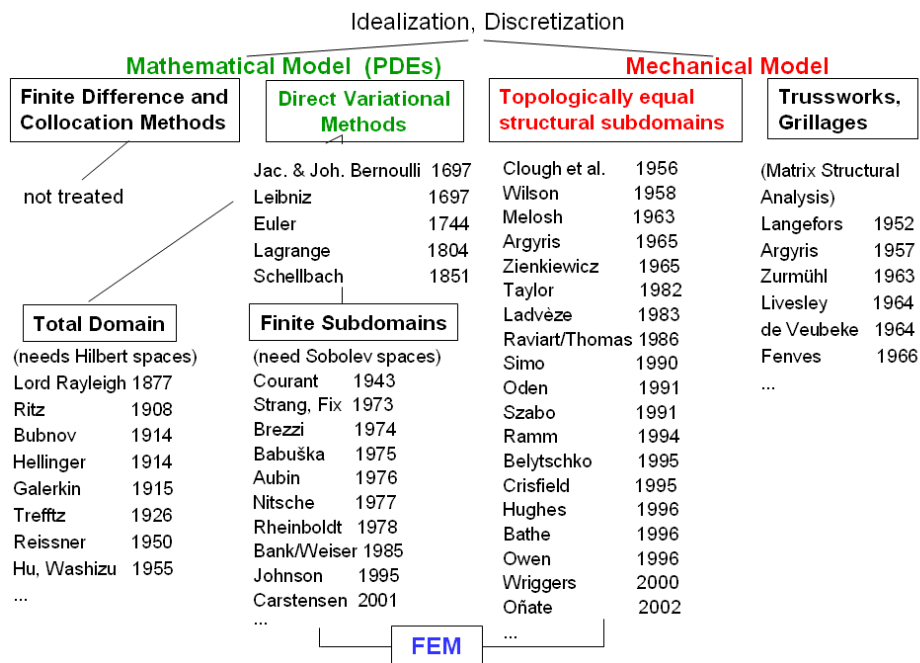 Idealization, Discretization
Mathematical Model (PDEs)
Finite Difference and
Collocation Methods
not treated
Direct Variational
Methods
Jac. & Joh. Bernoulli 1697
Leibniz 1697
Euler 1744
Lagrange 1804
Schellbach 1851
Total Domain
(needs Hilbert spaces)
Lord Rayleigh 1877
Ritz 1908
Bubnov 1914
Hellinger 1914
Galerkin 1915
Trefftz 1926
Reissner 1950
Hu, Washizu 1955
...
Finite Subdomains
(need Sobolev spaces)
Courant 1943
Strang, Fix 1973
Brezzi 1974
Babuška 1975
Aubin 1976
Nitsche 1977
Rheinboldt 1978
Bank/Weiser 1985
Johnson 1995
Carstensen 2001
...
Mechanical Model
Topologically equal
structural subdomains
Clough et al. 1956
Wilson 1958
Melosh 1963
Argyris 1965
Zienkiewicz 1965
Taylor 1982
Ladvèze 1983
Raviart/Thomas 1986
Simo 1990
Oden 1991
Szabo 1991
Ramm 1994
Belytschko 1995
Crisfield 1995
Hughes 1996
Bathe 1996
Owen 1996
Wriggers 2000
Oñate 2002
...
Trussworks,
Grillages
(Matrix Structural
Analysis)
Langefors 1952
Argyris 1957
Zurmühl 1963
Livesley 1964
de Veubeke 1964
Fenves 1966
...
FEM